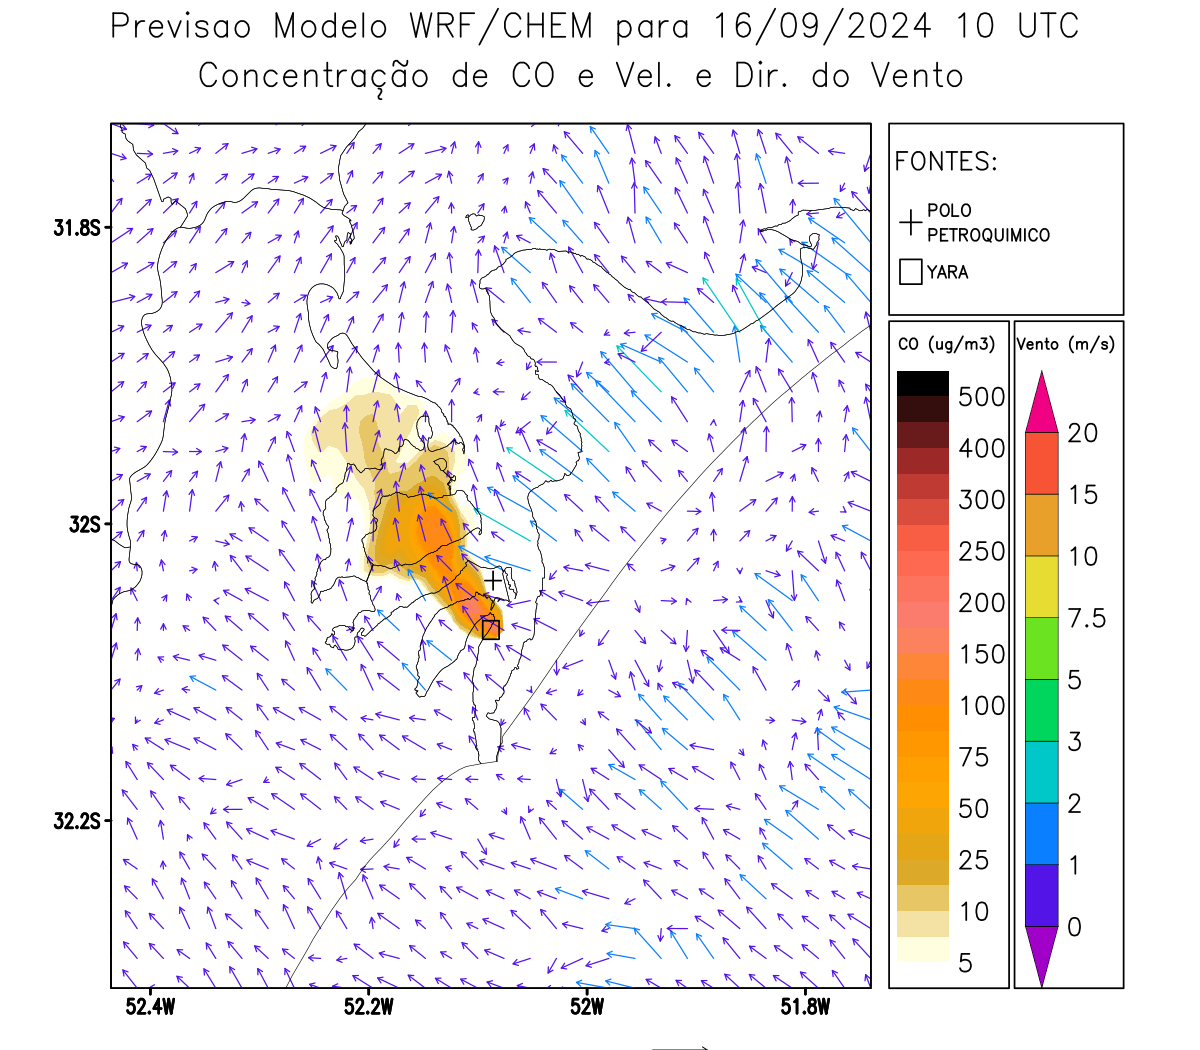 Previsao Modelo WRF/CHEM para 16/09/2024 10 UTC
Concentração de CO e Vel. e Dir. do Vento
FONTES:
POLO
PETROQUIMICO
YARA
CO (ug/m3)
500
400
300
250
200
150
100
75
50
25
10
5
Vento (m/s)
20
15
10
7.5
5
3
2
1
0
31.8S
32S
32.2S
52.4W
52.2W
52W
51.8W